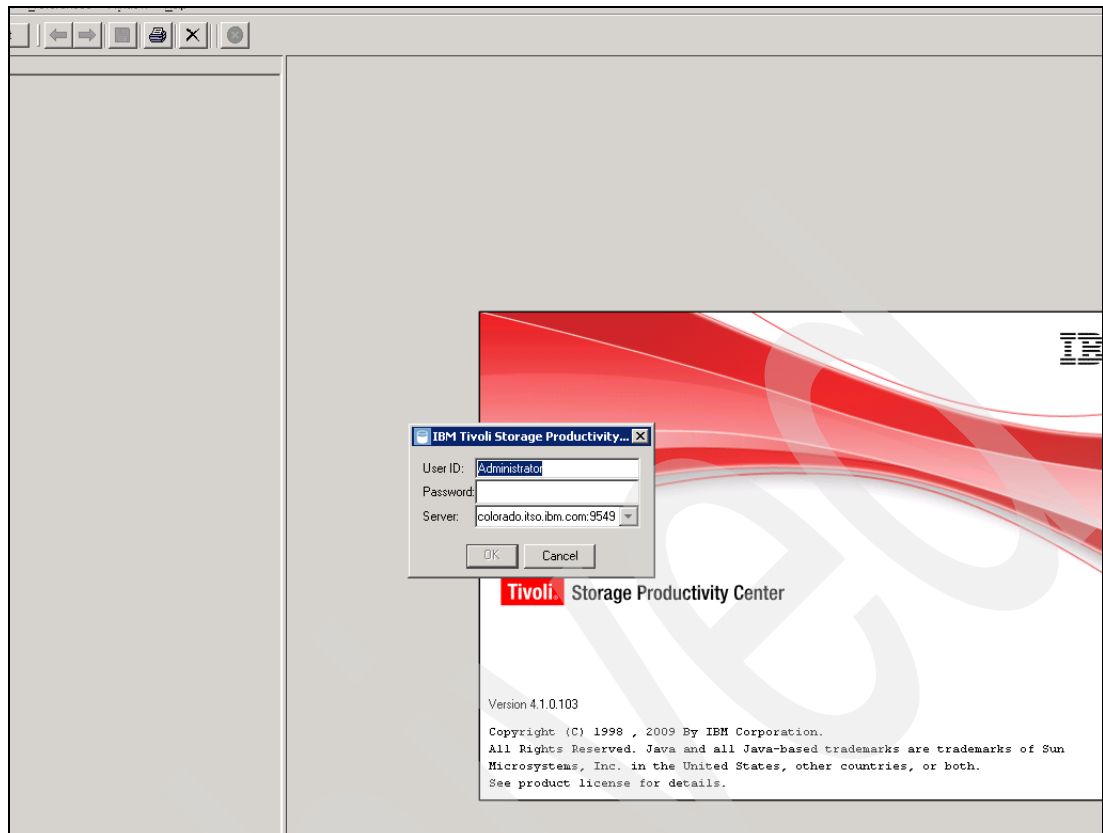 IBM Tivoli Storage Productivity...
User ID: Administrator
Password:
Server: colorado.itso.ibm.com:9549
OK Cancel
Tivoli. Storage Productivity Center
Version 4.1.0.103
Copyright (C) 1998 , 2009 By IBM Corporation.
All Rights Reserved. Java and all Java-based trademarks are trademarks of Sun
Microsystems, Inc. in the United States, other countries, or both.
See product license for details.